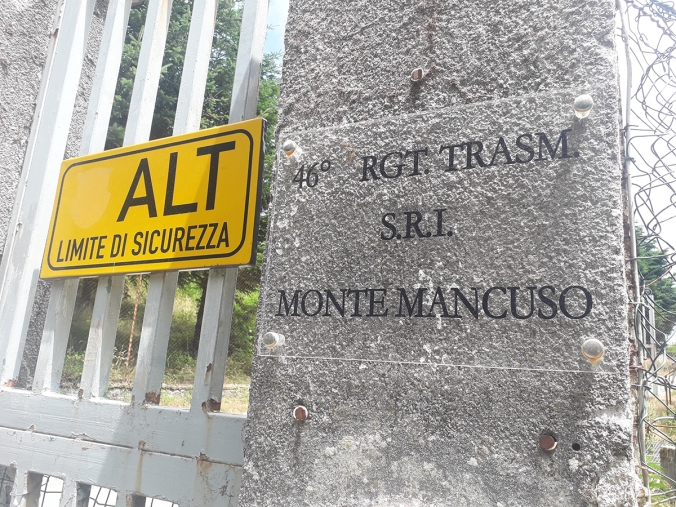 ALT
LIMITE DI SICUREZZA
46° RGT. TRASM.
S.R.I.
MONTE MANCUSO